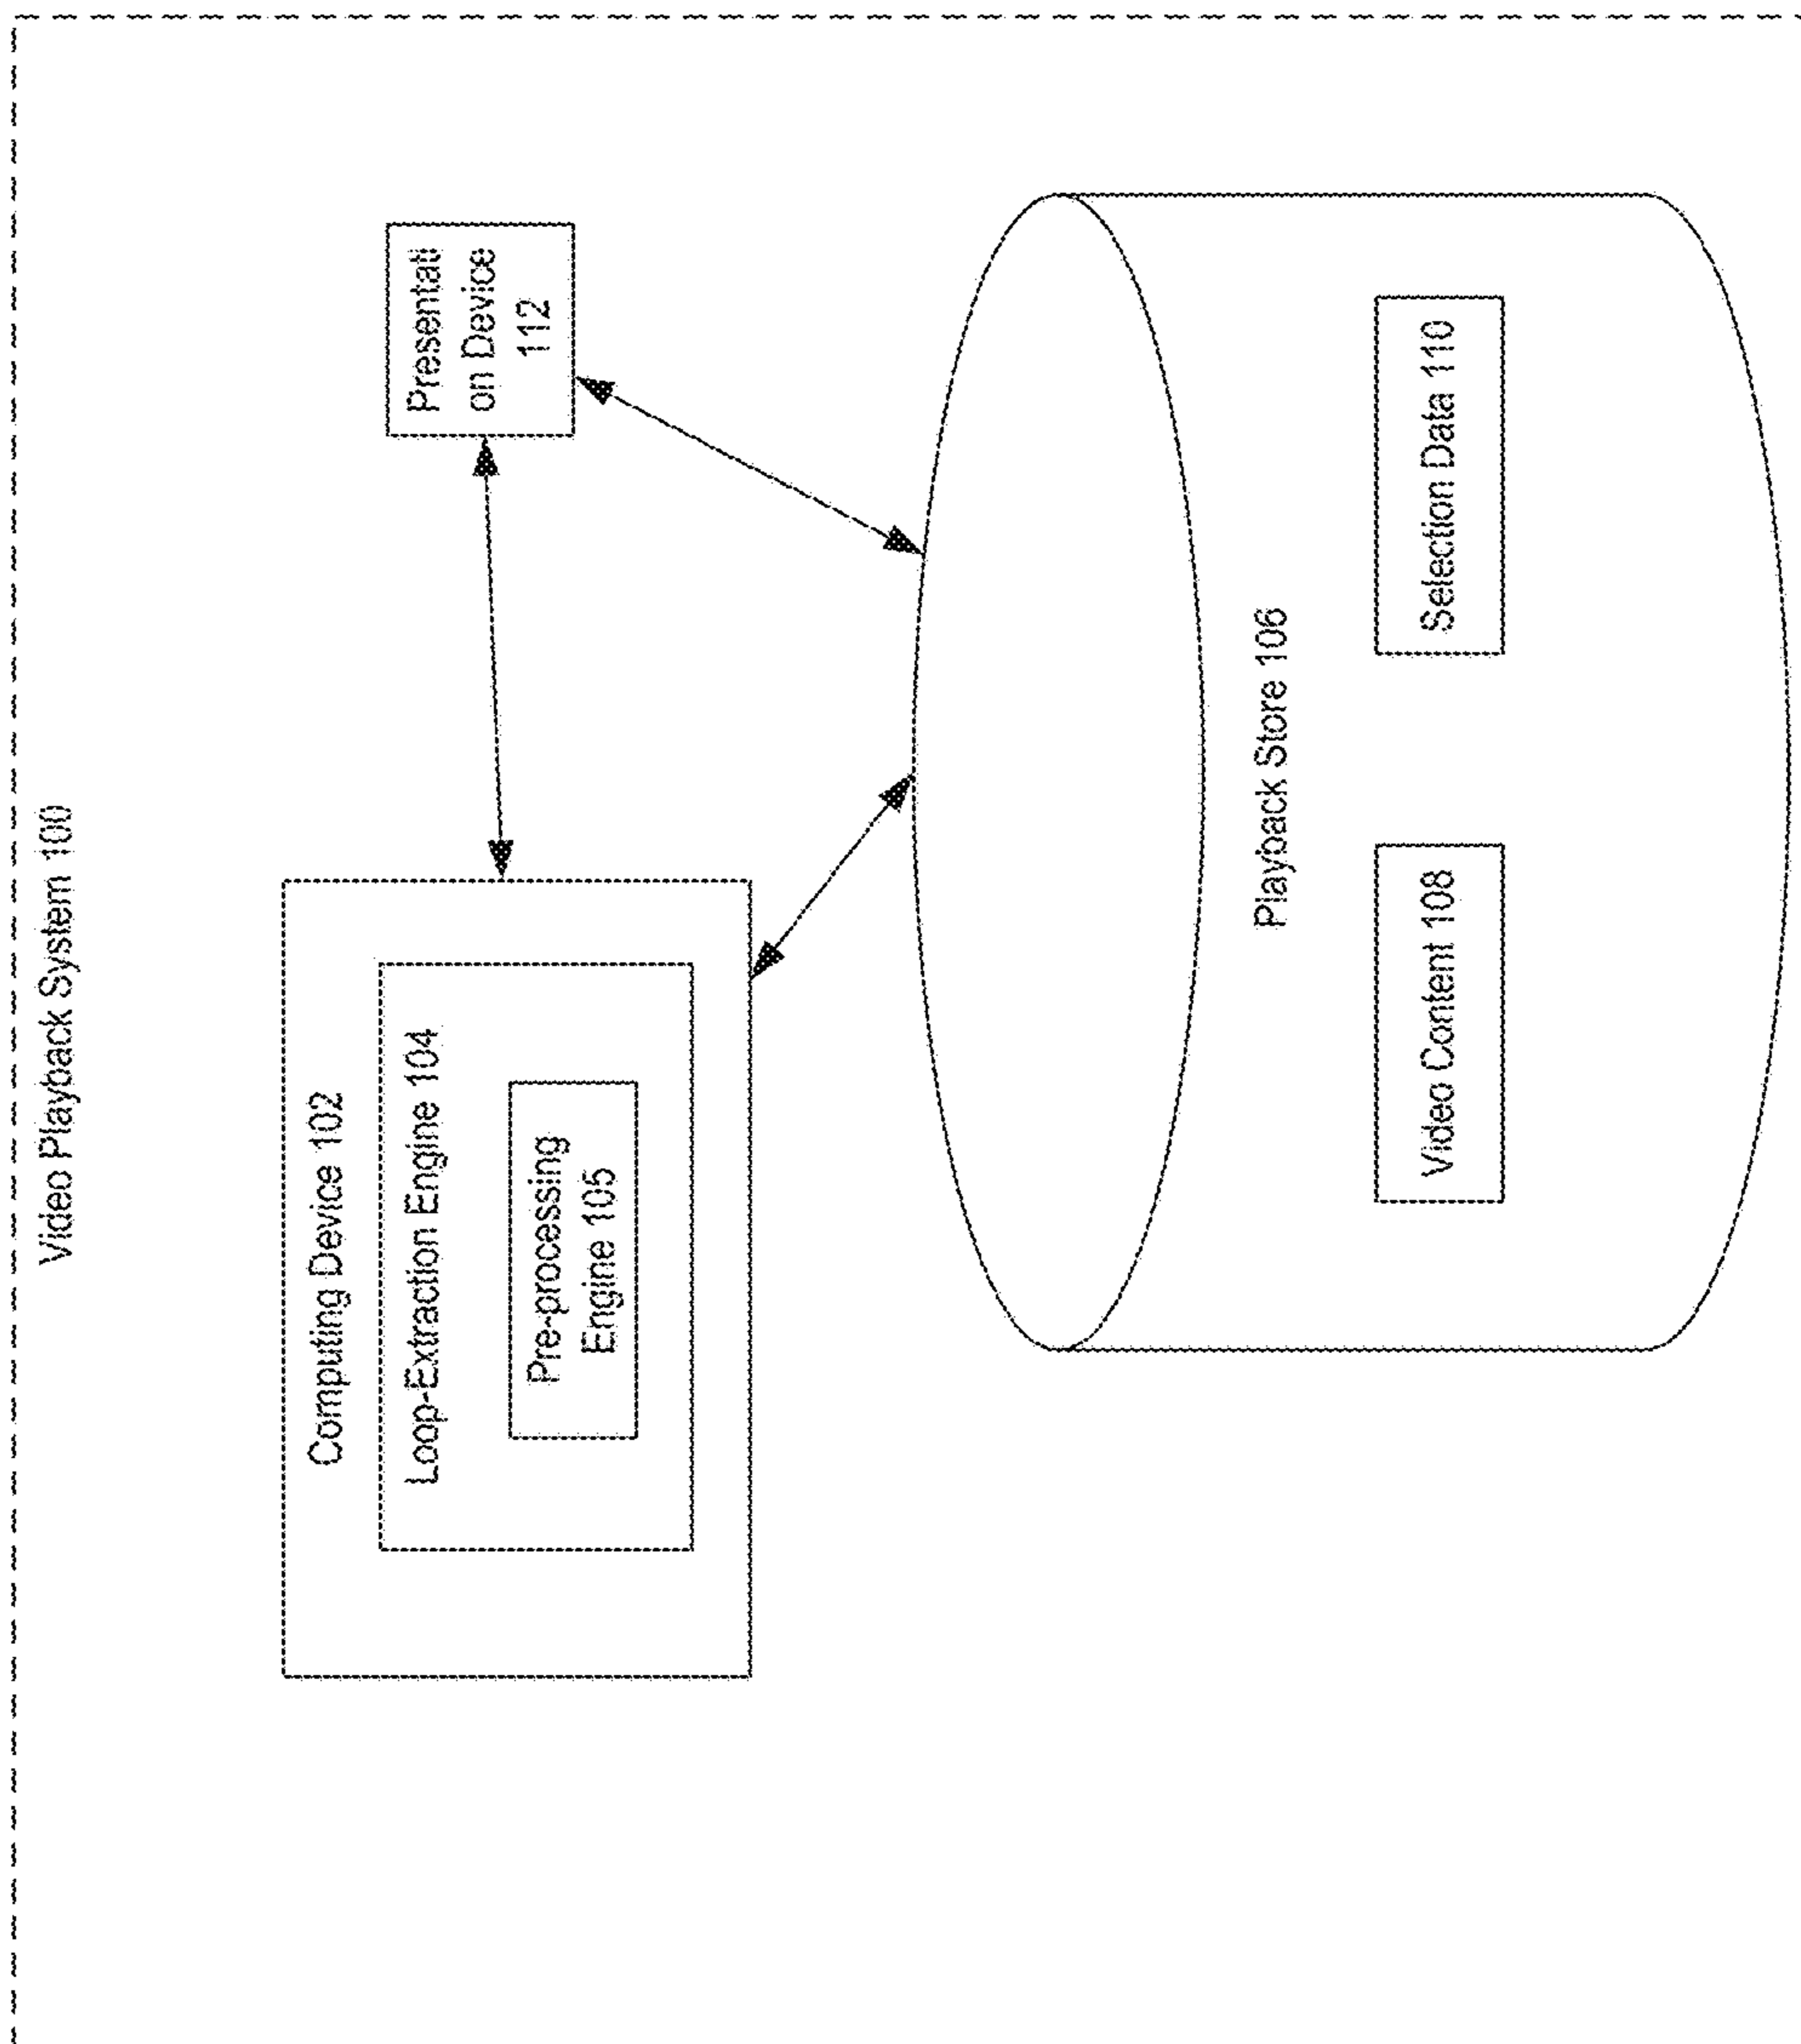 Video Playback System 100
Computing Device 102
Loop-Extraction Engine 104
Pre-processing
Engine 105
Presentati
on Device
112
Playback Store 106
Video Content 108
Selection Data 110